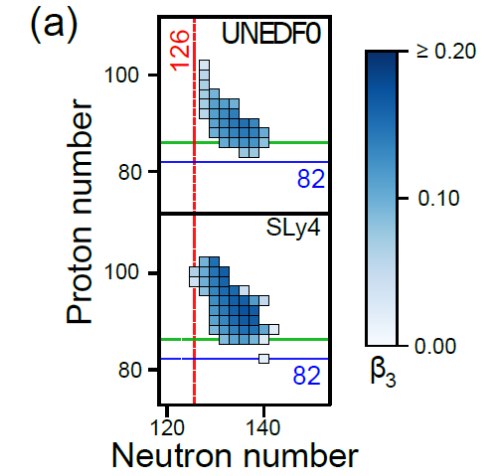 (a)
UNEDF0
126
≥ 0.20
100
Proton number
80
82
0.10
SLy4
100
0.00
82
80
β3
120
140
Neutron number